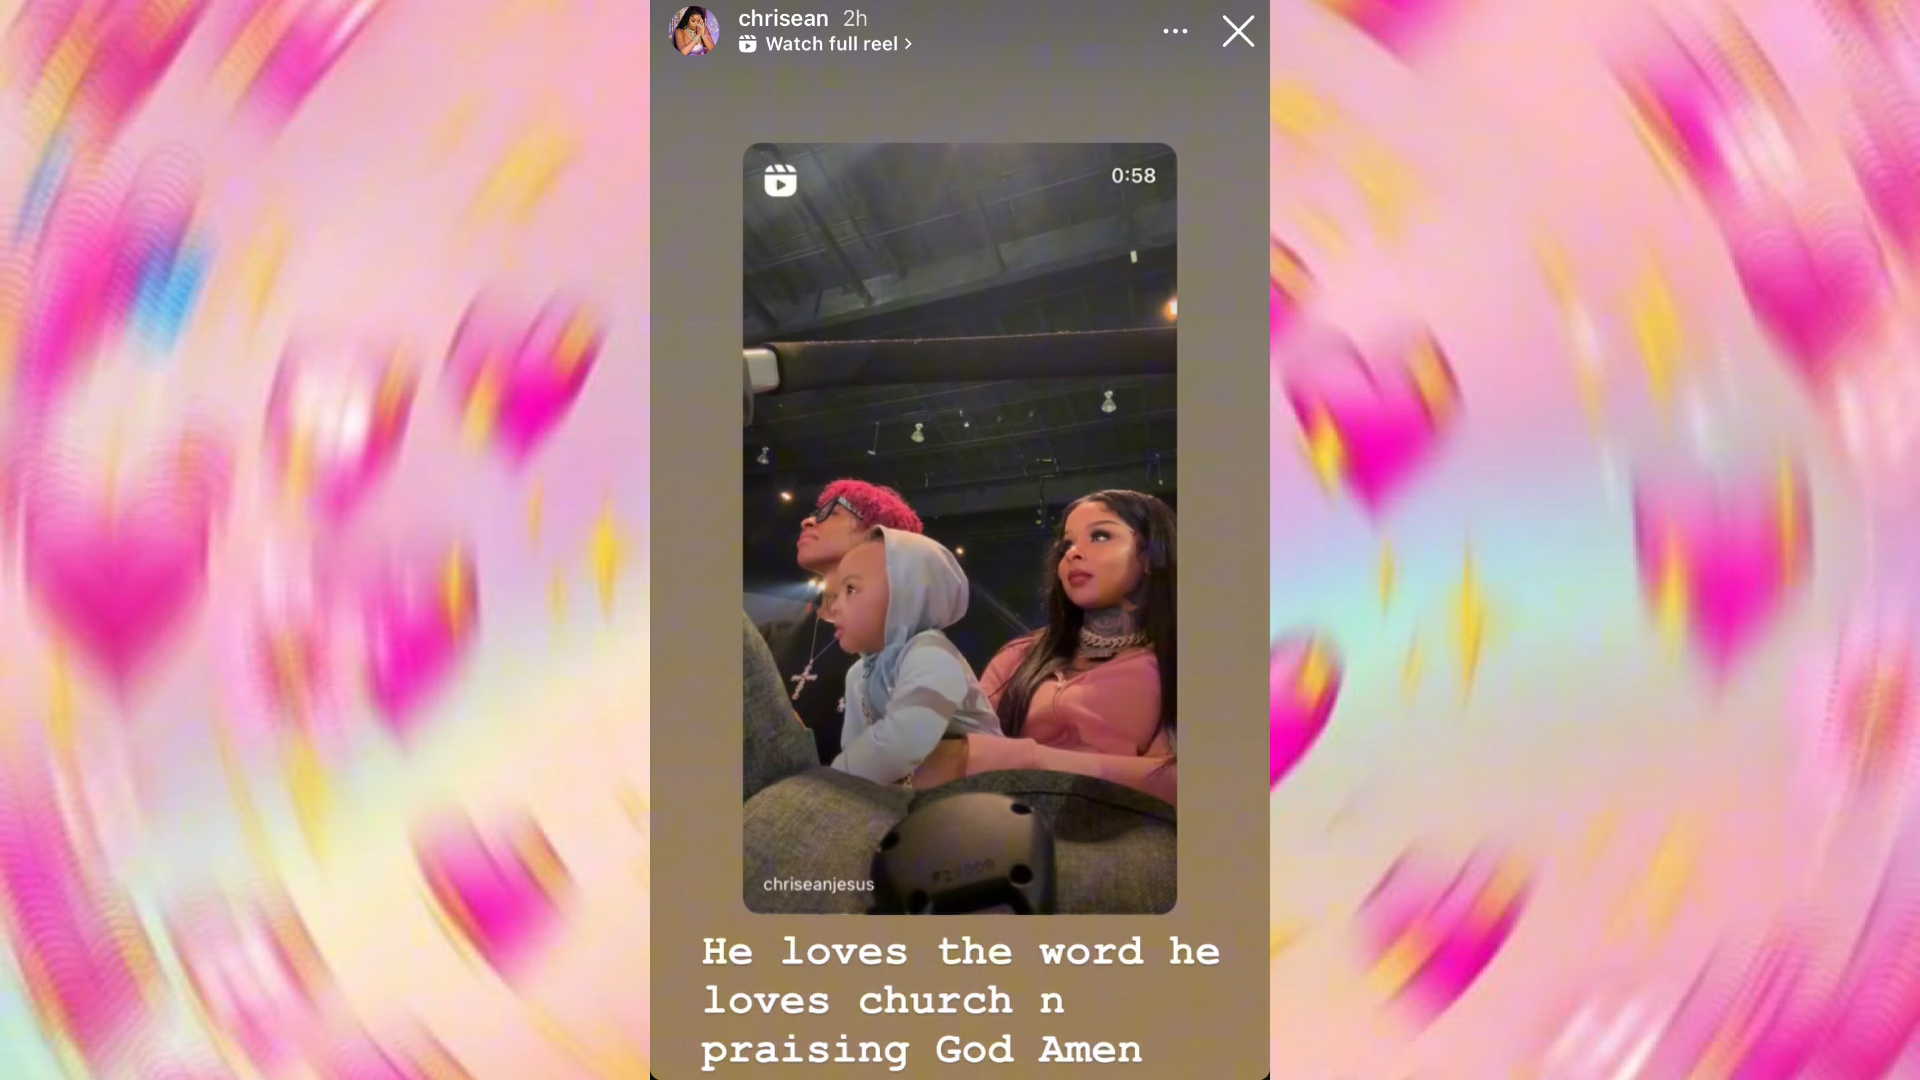 chrisean 2h
Watch full reel >
0:58
chriseanjesus
He loves the word he
loves church n
praising God Amen